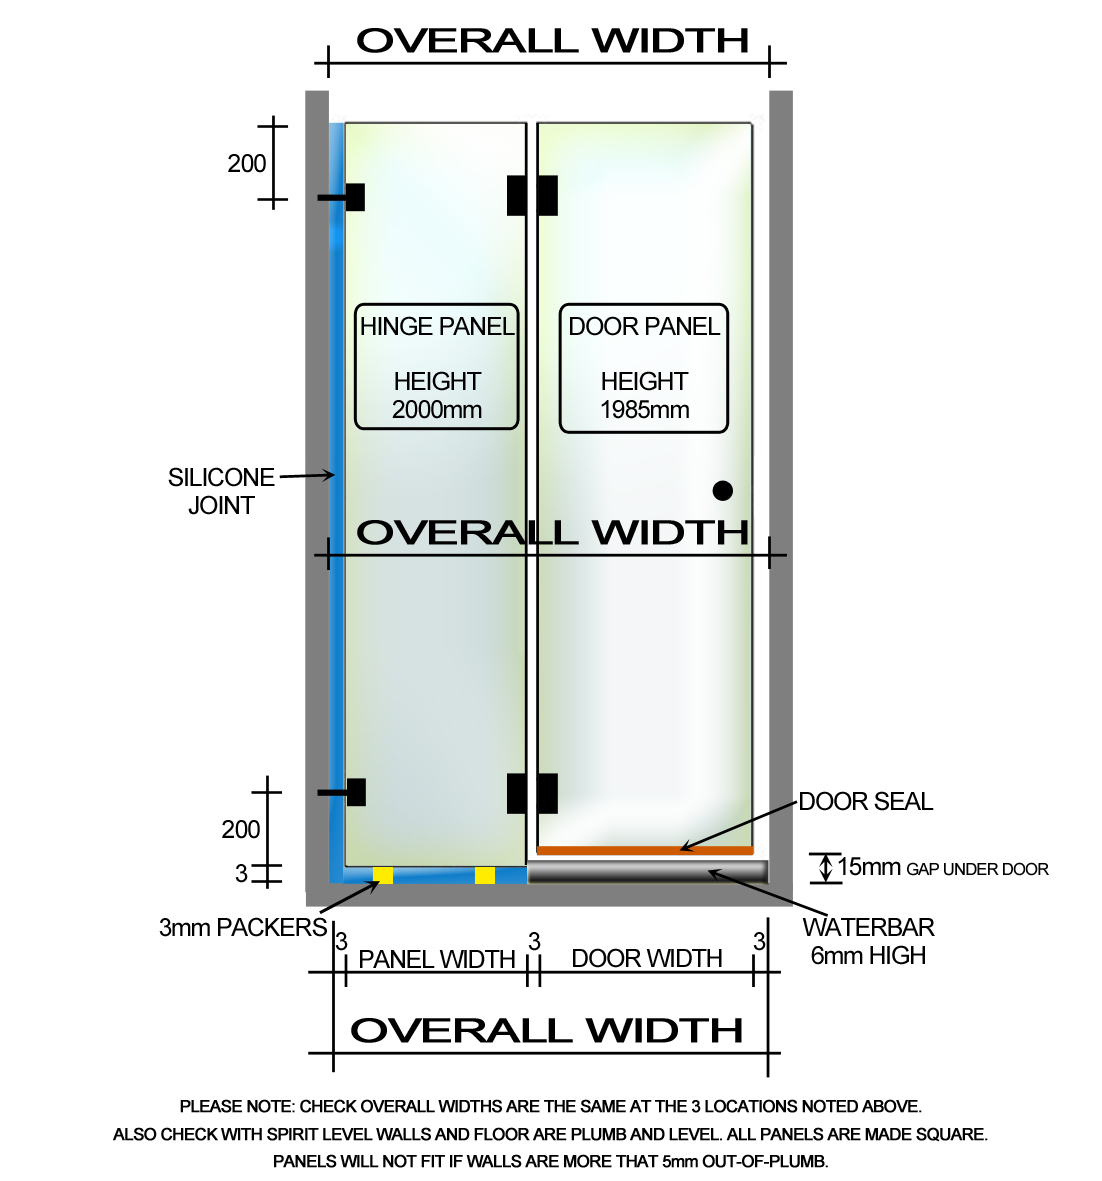 OVERALL WIDTH
200
HINGE PANEL
HEIGHT
2000mm
DOOR PANEL
HEIGHT
1985mm
SILICONE
JOINT
OVERALL WIDTH
DOOR SEAL
200
3
15mm GAP UNDER DOOR
3mm PACKERS
WATERBAR
6mm HIGH
3
PANEL WIDTH
3
DOOR WIDTH
3
OVERALL WIDTH
PLEASE NOTE: CHECK OVERALL WIDTHS ARE THE SAME AT THE 3 LOCATIONS NOTED ABOVE.
ALSO CHECK WITH SPIRIT LEVEL WALLS AND FLOOR ARE PLUMB AND LEVEL. ALL PANELS ARE MADE SQUARE.
PANELS WILL NOT FIT IF WALLS ARE MORE THAT 5mm OUT-OF-PLUMB.